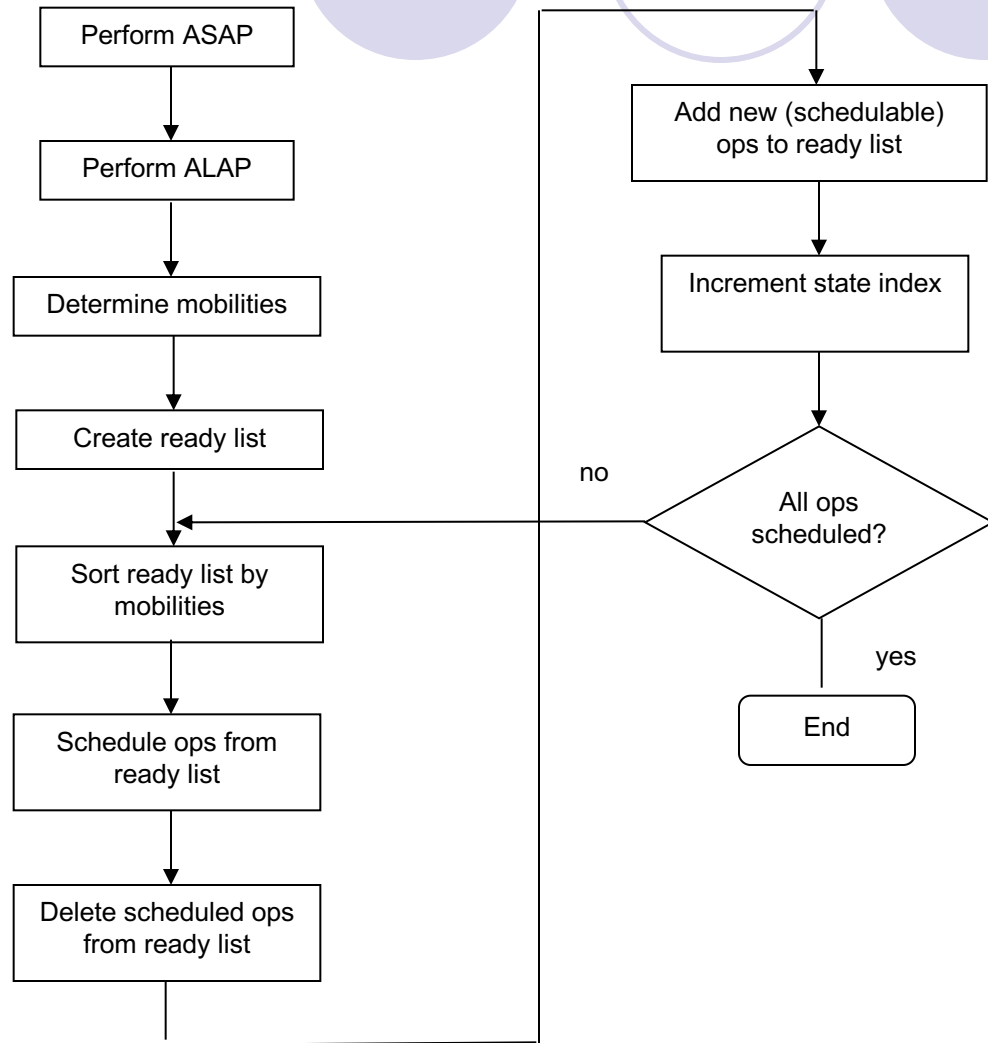 Perform ASAP
Perform ALAP
Determine mobilities
Create ready list
Sort ready list by
mobilities
Schedule ops from
ready list
Delete scheduled ops
from ready list
Add new (schedulable)
ops to ready list
Increment state index
All ops
scheduled?
no
yes
End